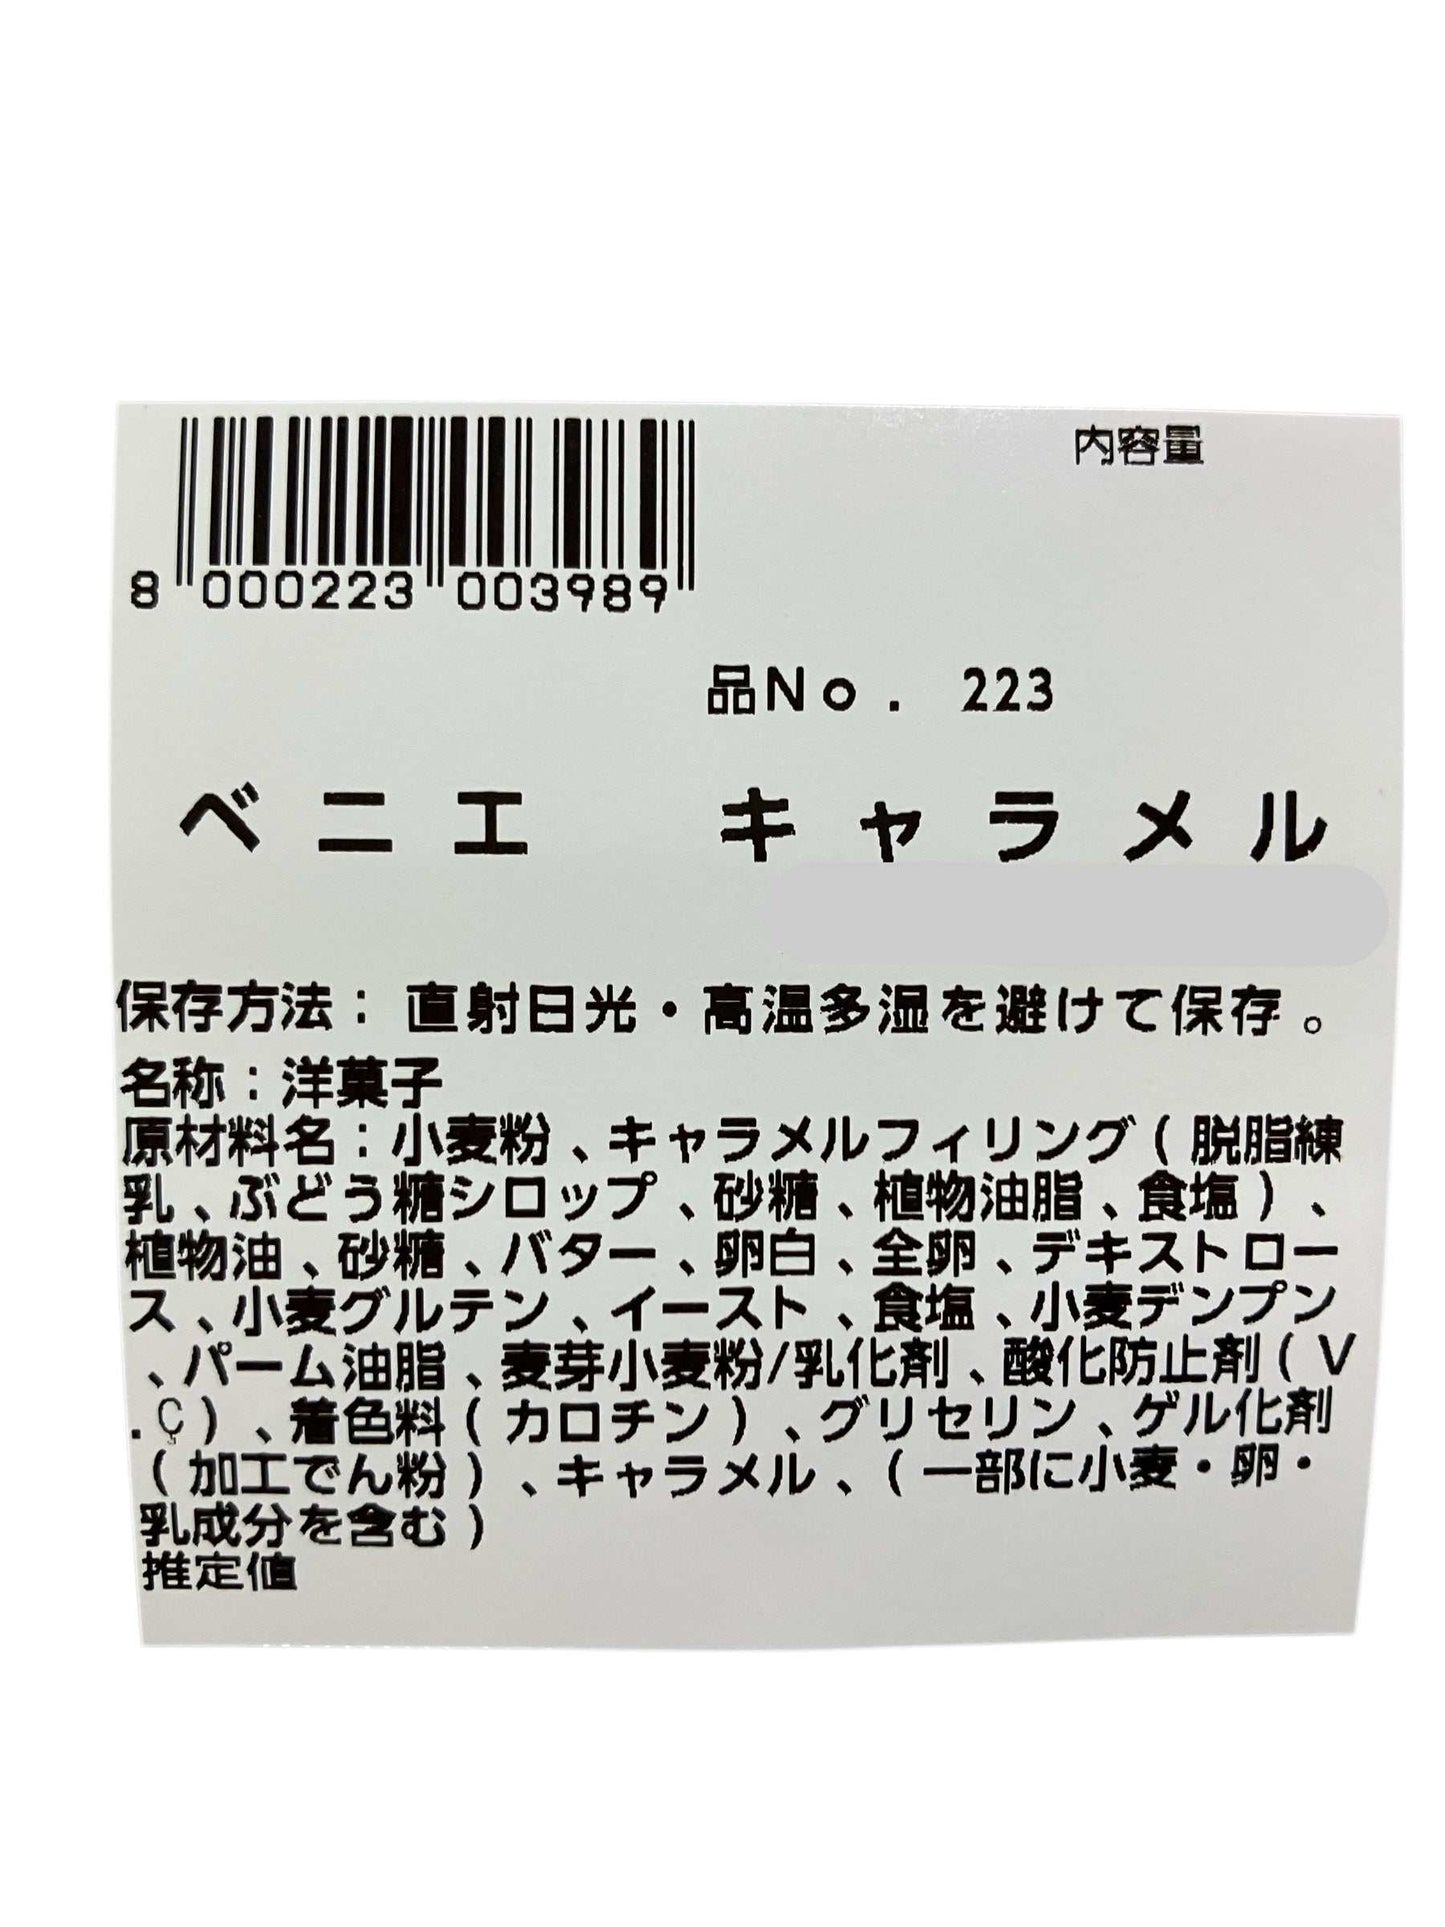 内容量
8 000223 003989
品No. 223
ベニエ キャラメル
保存方法：直射日光・高温多湿を避けて保存。
名称：洋菓子
原材料名：小麦粉、キャラメルフィリング(脱脂練
乳、ぶどう糖シロップ、砂糖、植物油脂、食塩)、
植物油、砂糖、バター、卵白、全卵、デキストロー
ス、小麦グルテン、イースト、食塩、小麦デンプン
、パーム油脂、麦芽小麦粉/乳化剤、酸化防止剤(V
.C)、着色料(カロチン)、グリセリン、ゲル化剤
(加工でん粉)、キャラメル、(一部に小麦・卵・
乳成分を含む)
推定値